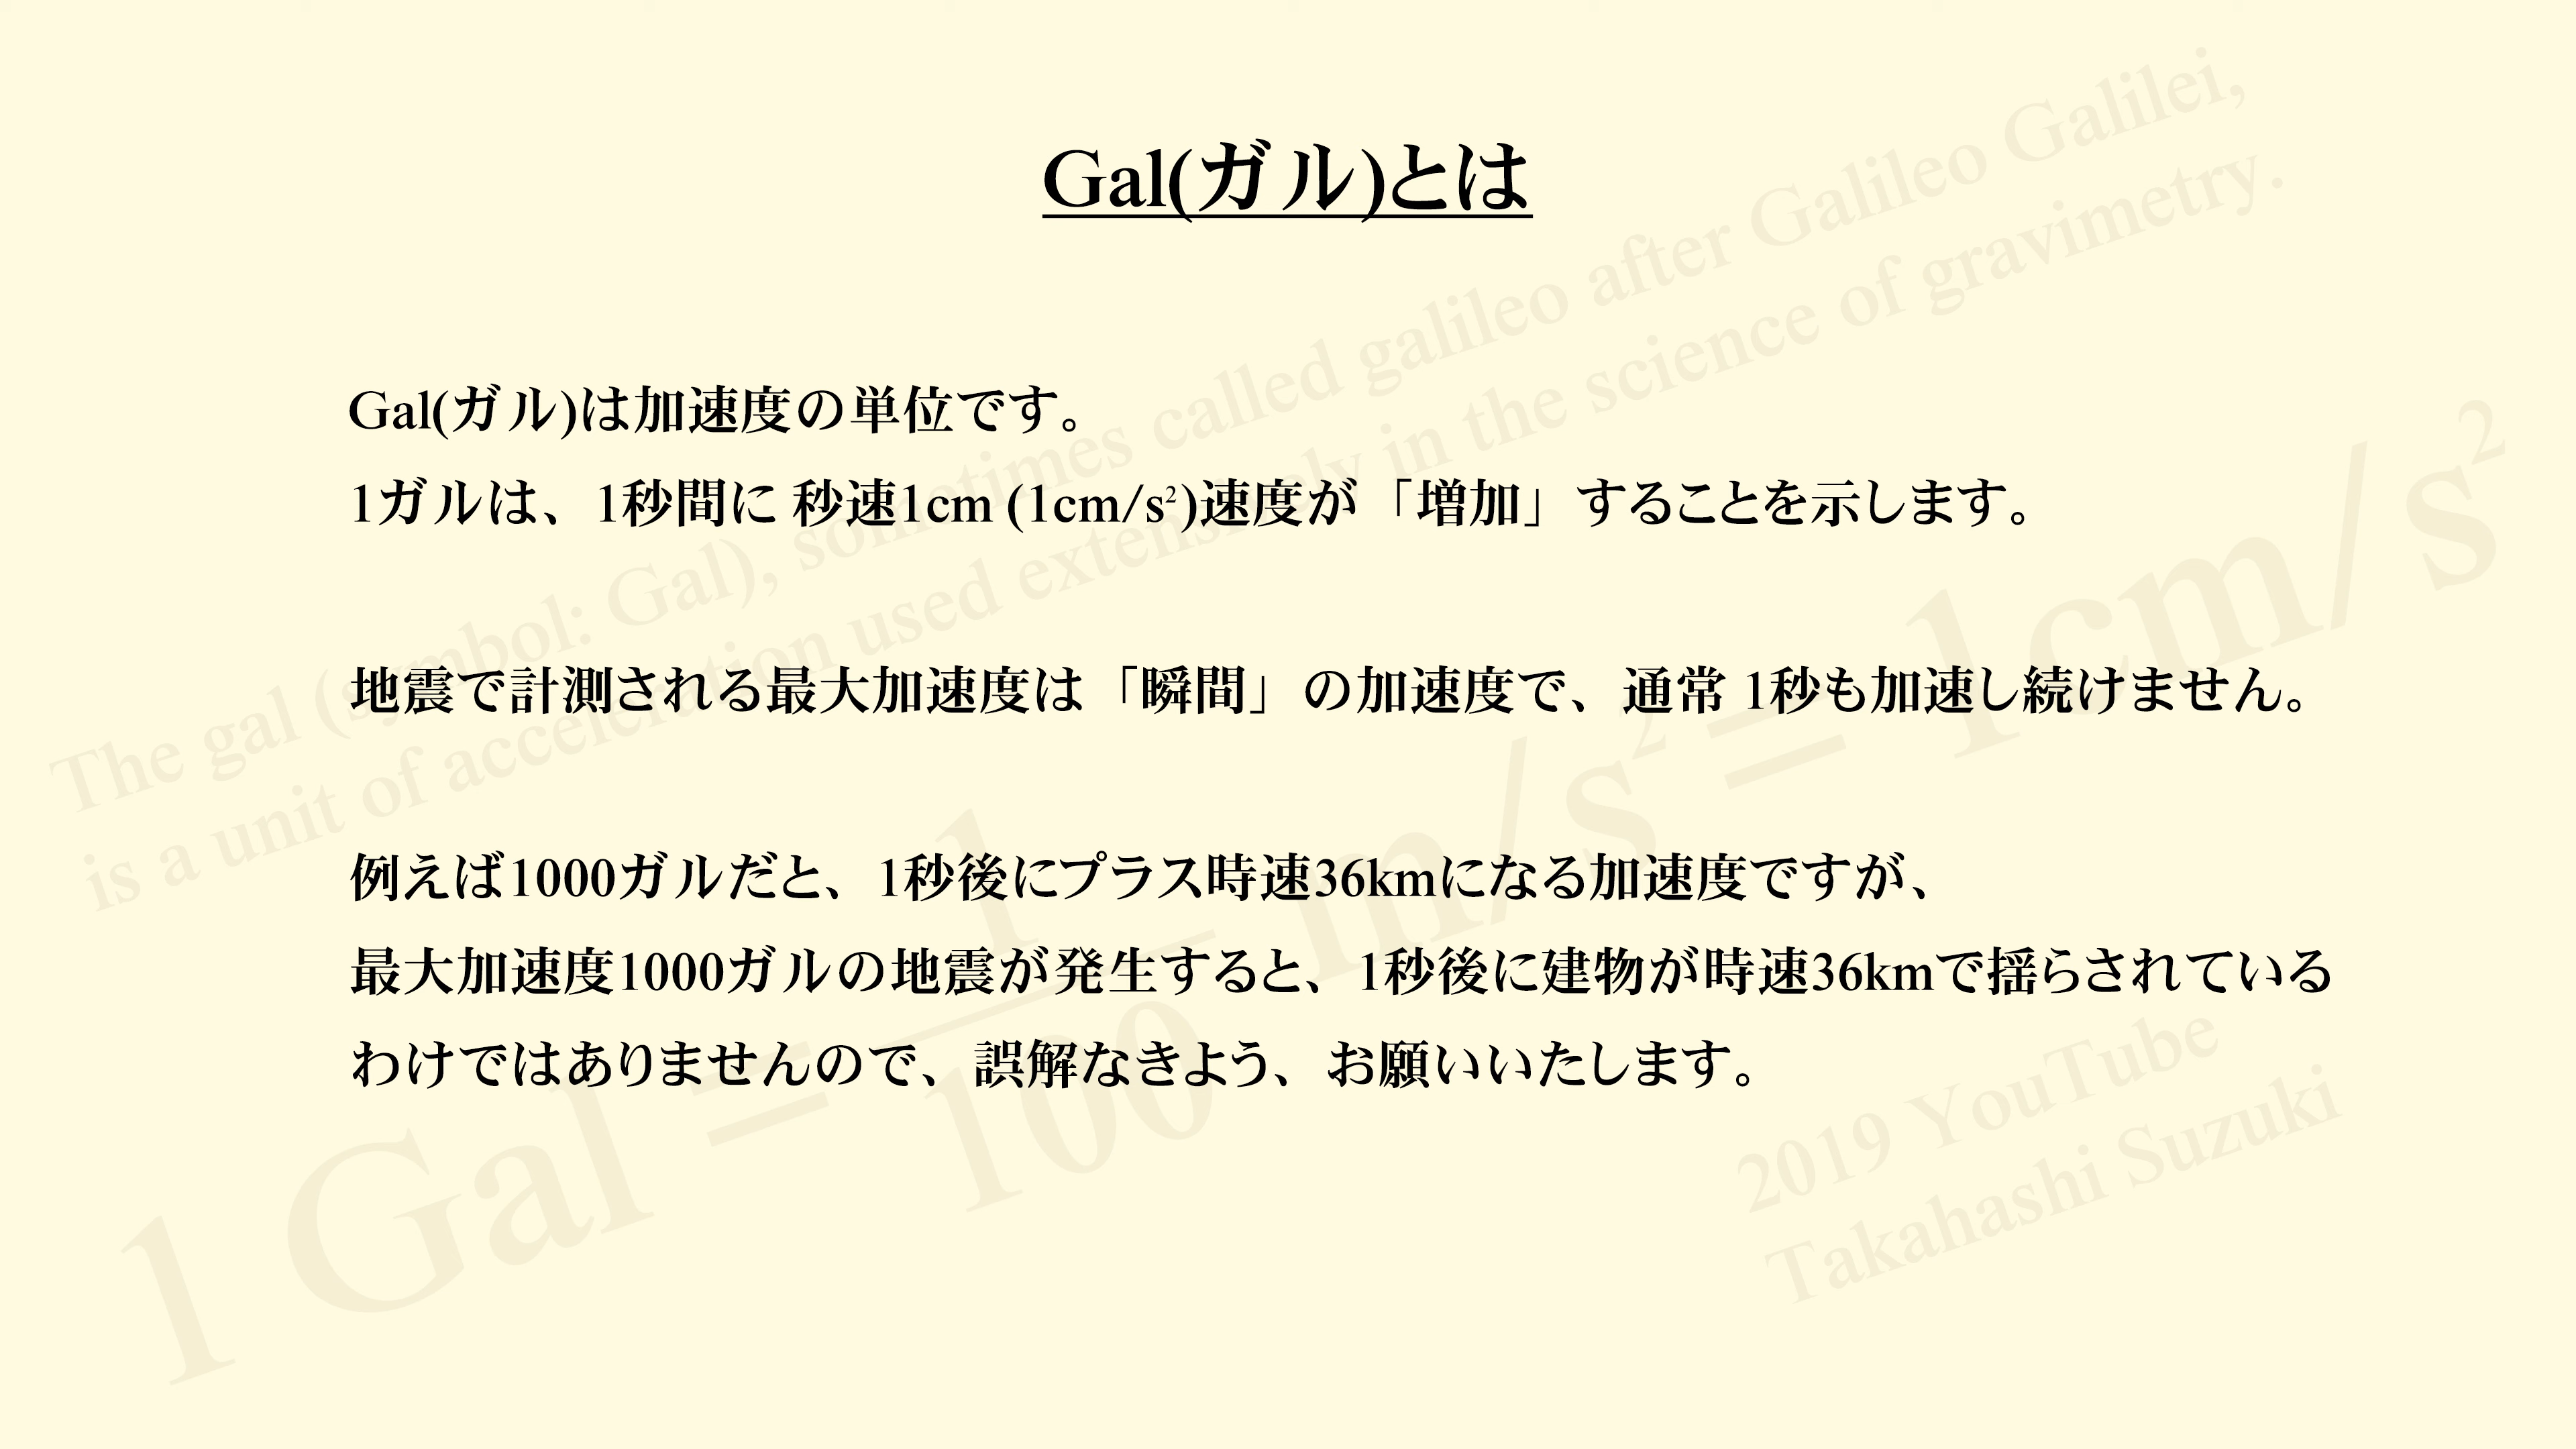 Gal(ガル)とは
Gal(ガル)は加速度の単位です。
1ガルは、1秒間に 秒速1cm (1cm/s²)速度が「増加」することを示します。
地震で計測される最大加速度は「瞬間」の加速度で、通常 1秒も加速し続けません。
例えば1000ガルだと、1秒後にプラス時速36kmになる加速度ですが、
最大加速度1000ガルの地震が発生すると、1秒後に建物が時速36kmで揺らされている
わけではありませんので、誤解なきよう、お願いいたします。
The gal (symbol: Gal), sometimes called galileo after Galileo Galilei,
is a unit of acceleration used extensively in the science of gravimetry.
1 Gal = 1/100 m/s² = 1cm/s²
2019 YouTube
Takahashi Suzuki